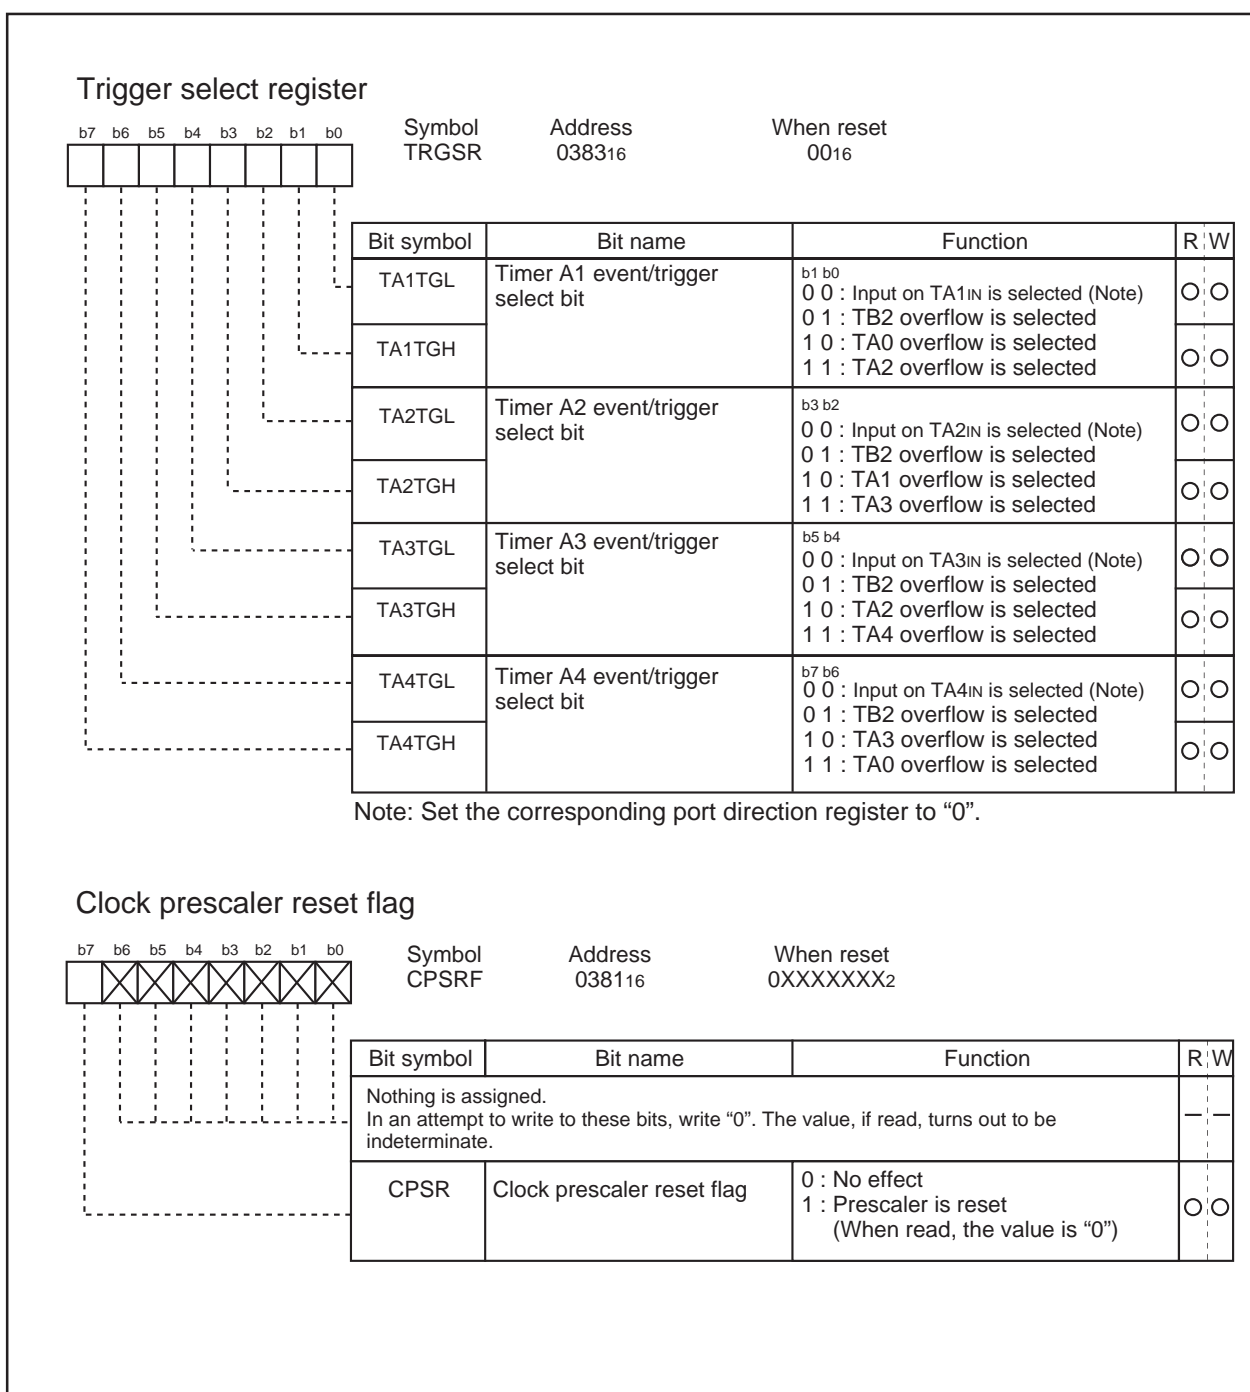 Trigger select register
b7 b6 b5 b4 b3 b2 b1 b0
Symbol Address When reset
TRGSR 038316 0016
Bit symbol Bit name Function R W
TA1TGL Timer A1 event/trigger select bit
b1 b0
0 0 : Input on TA1IN is selected (Note)
0 1 : TB2 overflow is selected
TA1TGH
1 0 : TA0 overflow is selected
1 1 : TA2 overflow is selected
TA2TGL Timer A2 event/trigger select bit
b3 b2
0 0 : Input on TA2IN is selected (Note)
0 1 : TB2 overflow is selected
TA2TGH
1 0 : TA1 overflow is selected
1 1 : TA3 overflow is selected
TA3TGL Timer A3 event/trigger select bit
b5 b4
0 0 : Input on TA3IN is selected (Note)
0 1 : TB2 overflow is selected
TA3TGH
1 0 : TA2 overflow is selected
1 1 : TA4 overflow is selected
TA4TGL Timer A4 event/trigger select bit
b7 b6
0 0 : Input on TA4IN is selected (Note)
0 1 : TB2 overflow is selected
TA4TGH
1 0 : TA3 overflow is selected
1 1 : TA0 overflow is selected
Note: Set the corresponding port direction register to “0”.
Clock prescaler reset flag
b7 b6 b5 b4 b3 b2 b1 b0
Symbol Address When reset
CPSRF 038116 0XXXXXXX2
Bit symbol Bit name Function R W
Nothing is assigned.
In an attempt to write to these bits, write “0”. The value, if read, turns out to be
indeterminate.
CPSR Clock prescaler reset flag
0 : No effect
1 : Prescaler is reset
(When read, the value is “0”)